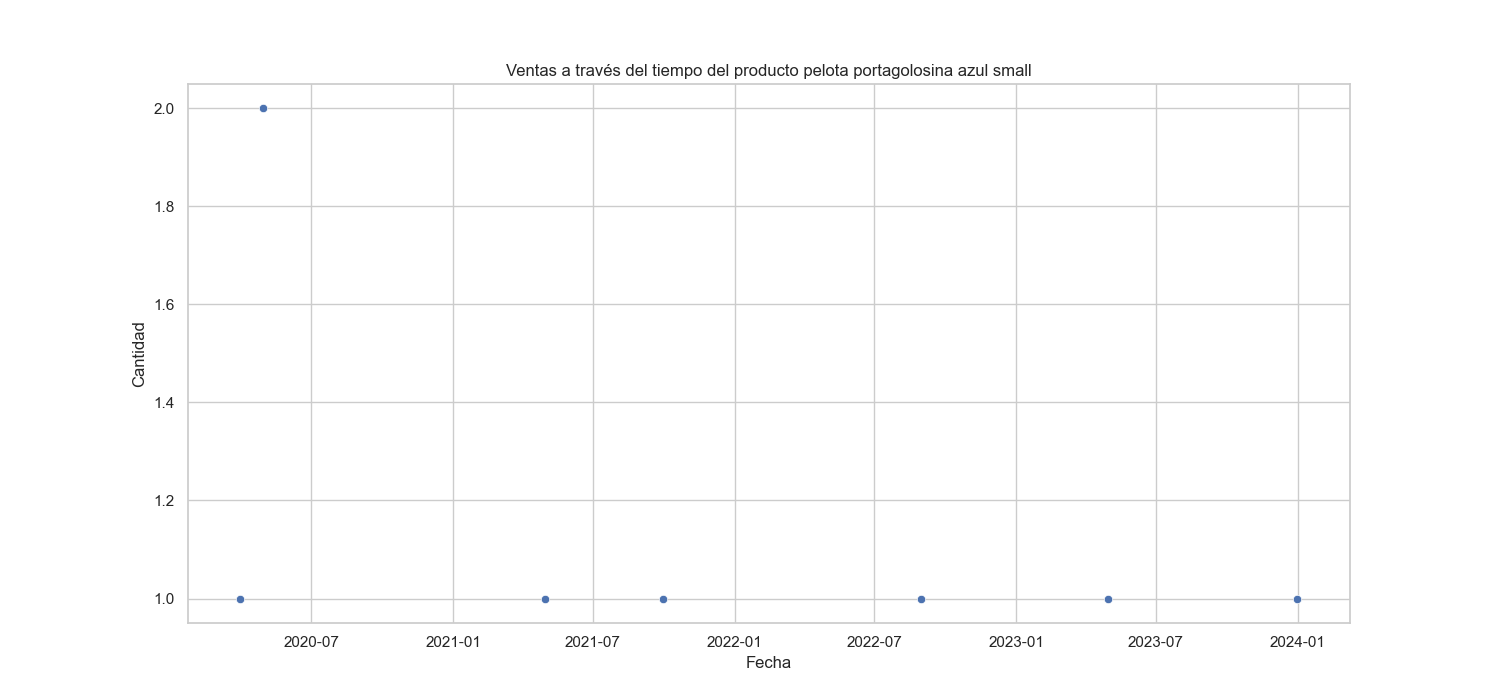 Ventas a través del tiempo del producto pelota portagolosina azul small
2.0
1.8
1.6
1.4
1.2
1.0
Cantidad
2020-07 2021-01 2021-07 2022-01 2022-07 2023-01 2023-07 2024-01
Fecha